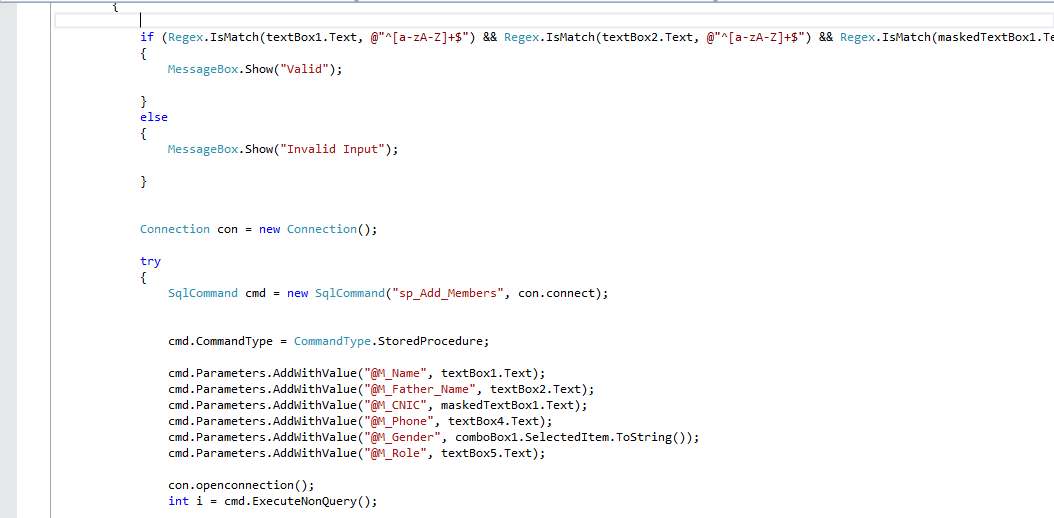 {
if (Regex.IsMatch(textBox1.Text, @"^[a-zA-Z]+$") && Regex.IsMatch(textBox2.Text, @"^[a-zA-Z]+$") && Regex.IsMatch(maskedTextBox1.Te
{
MessageBox.Show("Valid");
}
else
{
MessageBox.Show("Invalid Input");
}
Connection con = new Connection();
try
{
SqlCommand cmd = new SqlCommand("sp_Add_Members", con.connect);
cmd.CommandType = CommandType.StoredProcedure;
cmd.Parameters.AddWithValue("@M_Name", textBox1.Text);
cmd.Parameters.AddWithValue("@M_Father_Name", textBox2.Text);
cmd.Parameters.AddWithValue("@M_CNIC", maskedTextBox1.Text);
cmd.Parameters.AddWithValue("@M_Phone", textBox4.Text);
cmd.Parameters.AddWithValue("@M_Gender", comboBox1.SelectedItem.ToString());
cmd.Parameters.AddWithValue("@M_Role", textBox5.Text);
con.openconnection();
int i = cmd.ExecuteNonQuery();